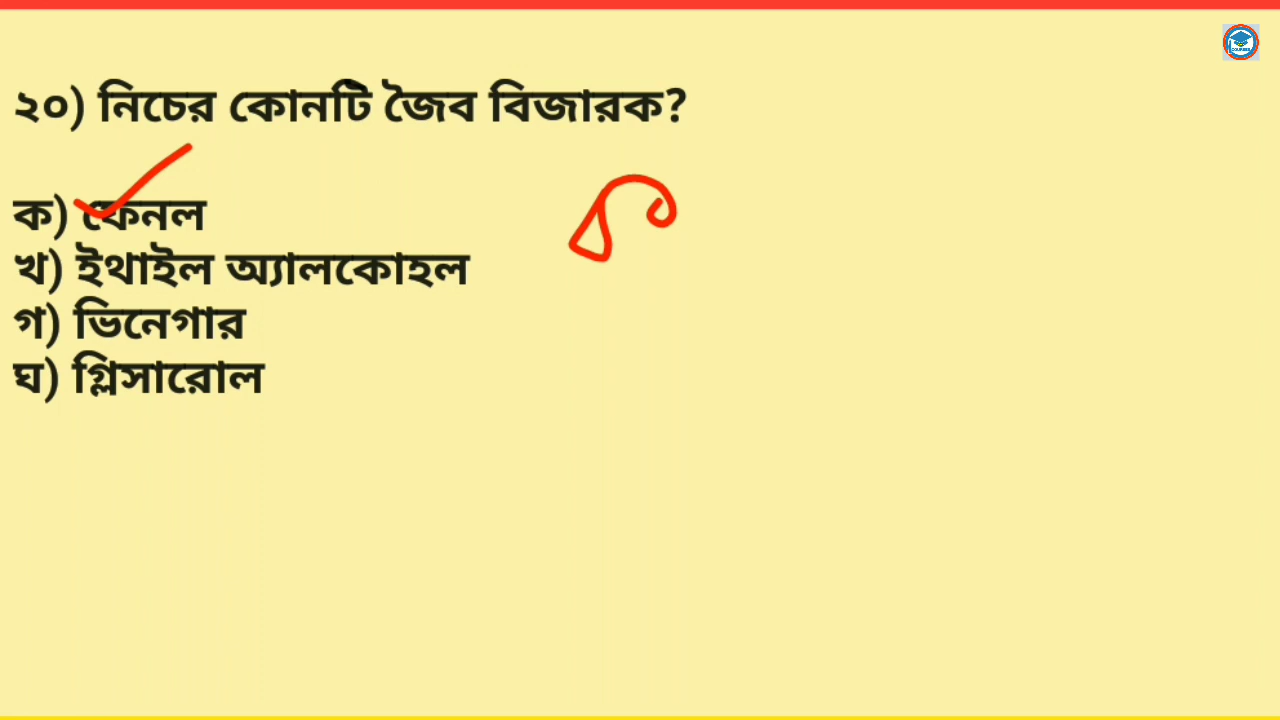 ২০) নিচের কোনটি জৈব বিজারক?
ক) ফেনল
খ) ইথাইল অ্যালকোহল
গ) ভিনেগার
ঘ) গ্লিসারোল